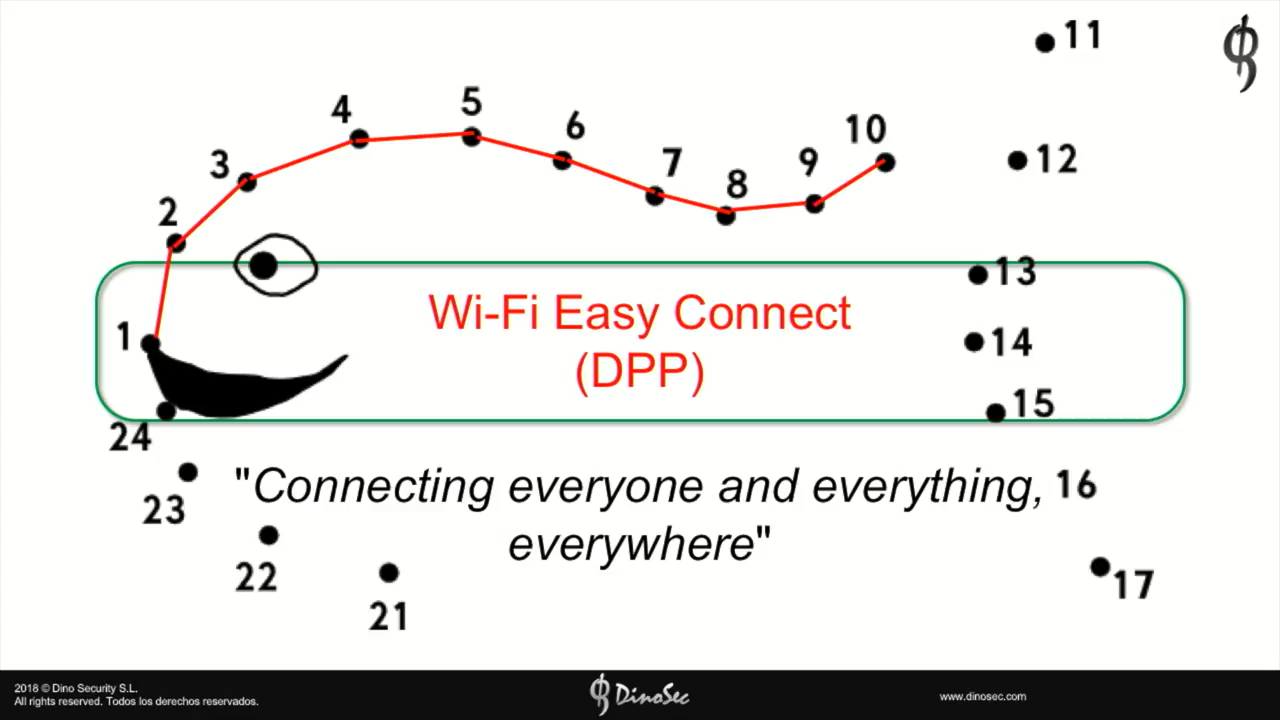 11
5
4
6
10
12
3
7
9
8
2
13
Wi-Fi Easy Connect
1
14
(DPP)
15
24
"Connecting everyone and everything,
16
23
everywhere"
22
17
21
2018 © Dino Security S.L.
All rights reserved. Todos los derechos reservados.
DinoSec
www.dinosec.com